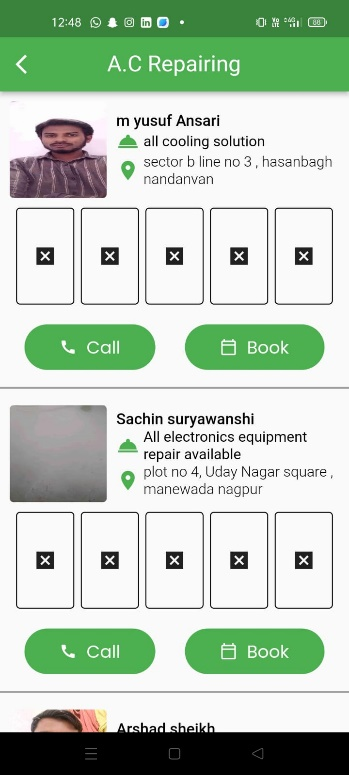 12:48
68
A.C Repairing
m yusuf Ansari
all cooling solution
sector b line no 3 , hasanbagh
nandanvan
Call
Book
Sachin suryawanshi
All electronics equipment
repair available
plot no 4, Uday Nagar square ,
manewada nagpur
Call
Book
Arshad sheikh